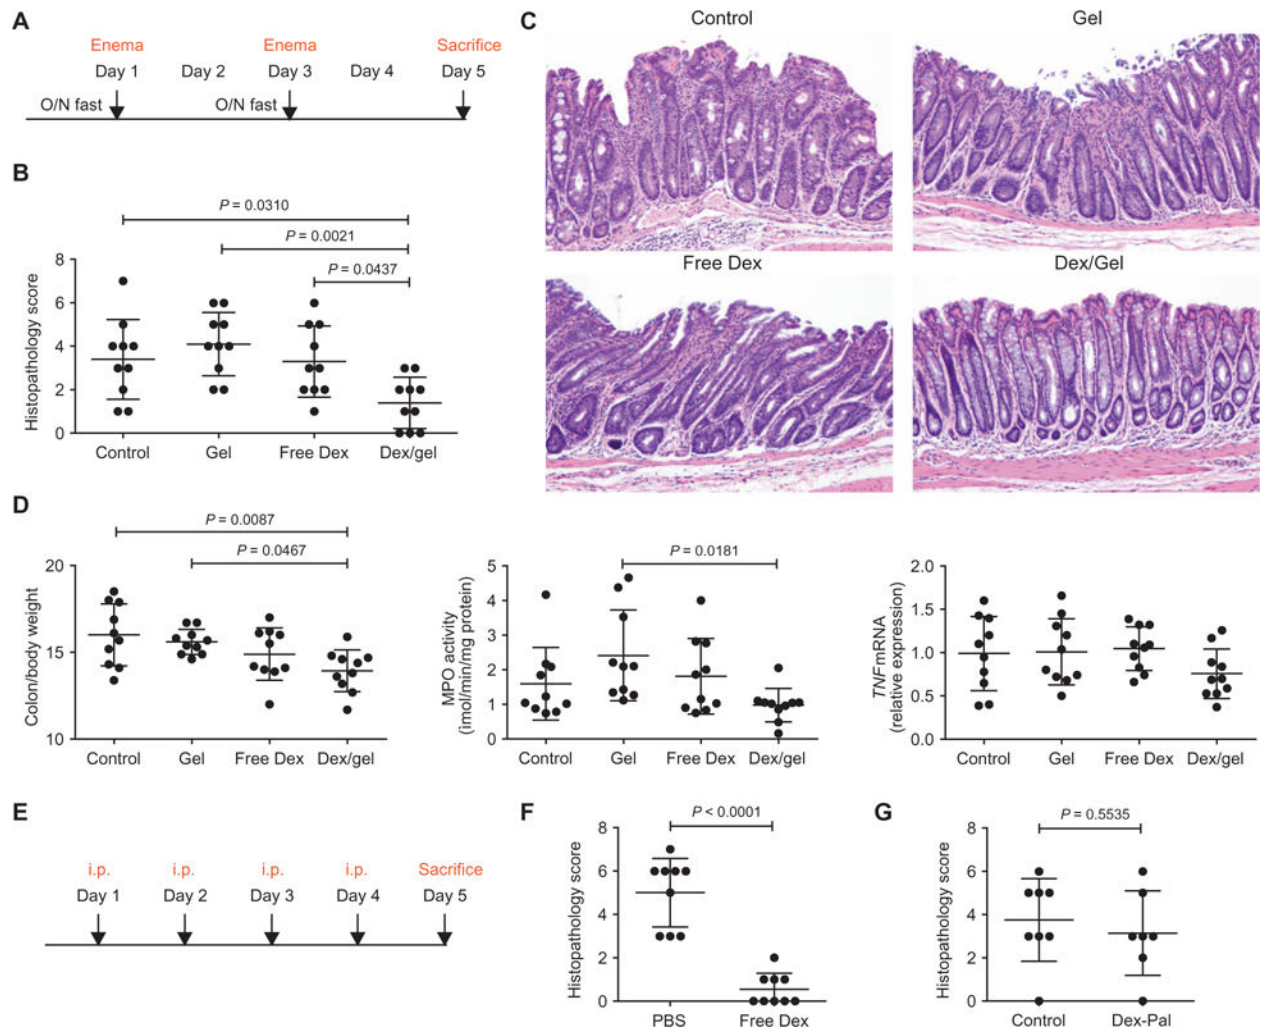 A
Enema Enema Sacrifice
Day 1 Day 2 Day 3 Day 4 Day 5
O/N fast O/N fast
B
P = 0.0310
P = 0.0021
P = 0.0437
Histopathology score
8
6
4
2
0
Control Gel Free Dex Dex/gel
C
Control Gel
Free Dex Dex/Gel
D
P = 0.0087
P = 0.0467
Colon/body weight
20
15
10
Control Gel Free Dex Dex/gel
P = 0.0181
MPO activity
(imol/min/mg protein)
5
4
3
2
1
0
Control Gel Free Dex Dex/gel
TNF mRNA
(relative expression)
2.0
1.5
1.0
0.5
0.0
Control Gel Free Dex Dex/gel
E
i.p. i.p. i.p. i.p. Sacrifice
Day 1 Day 2 Day 3 Day 4 Day 5
F
P < 0.0001
Histopathology score
8
6
4
2
0
PBS Free Dex
G
P = 0.5535
Histopathology score
8
6
4
2
0
Control Dex-Pal